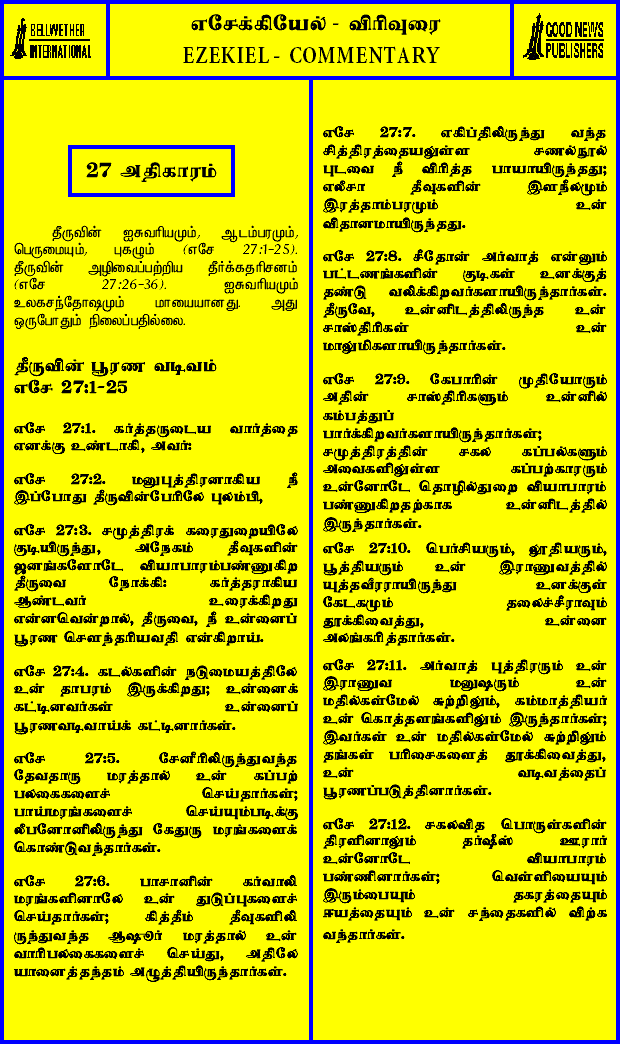 BELLWETHER
INTERNATIONAL
எசேக்கியேல் - விரிவுரை
EZEKIEL - COMMENTARY
GOOD NEWS
PUBLISHERS
27 அதிகாரம்
தீருவின் ஐசுவரியமும், ஆடம்பரமும்,
பெருமையும், புகழும் (எசே 27:1-25).
தீருவின் அழிவைப்பற்றிய தீர்க்கதரிசனம்
(எசே 27:26-36). ஐசுவரியமும்
உலகசந்தோஷமும் மாயையானது. அது
ஒருபோதும் நிலைப்பதில்லை.
தீருவின் பூரண வடிவம்
எசே 27:1-25
எசே 27:1. கர்த்தருடைய வார்த்தை
எனக்கு உண்டாகி, அவர்:
எசே 27:2. மனுபுத்திரனாகிய நீ
இப்போது தீருவின்பேரிலே புலம்பி,
எசே 27:3. சமுத்திரக் கரைதுறையிலே
குடியிருந்து, அநேகம் தீவுகளின்
ஜனங்களோடே வியாபாரம்பண்ணுகிற
தீருவை நோக்கி: கர்த்தராகிய
ஆண்டவர் உரைக்கிறது
என்னவென்றால், தீருவை, நீ உன்னைப்
பூரண சௌந்தரியவதி என்கிறாய்.
எசே 27:4. கடல்களின் நடுமையத்திலே
உன் தாபரம் இருக்கிறது; உன்னைக்
கட்டினவர்கள் உன்னைப்
பூரணவடிவாய்க் கட்டினார்கள்.
எசே 27:5. சேனீரிலிருந்துவந்த
தேவதாரு மரத்தால் உன் கப்பற்
பலகைகளைச் செய்தார்கள்;
பாய்மரங்களைச் செய்யும்படிக்கு
லீபனோனிலிருந்து கேதுரு மரங்களைக்
கொண்டுவந்தார்கள்.
எசே 27:6. பாசானின் கர்வாலி
மரங்களினாலே உன் துடுப்புகளைச்
செய்தார்கள்; கித்தீம் தீவுகளிலி
ருந்துவந்த ஆஷூர் மரத்தால் உன்
வாரிபலகைகளைச் செய்து, அதிலே
யானைத்தந்தம் அழுத்தியிருந்தார்கள்.
எசே 27:7. எகிப்திலிருந்து வந்த
சித்திரத்தையலுள்ள சணல்நூல்
புடவை நீ விரித்த பாயாயிருந்தது;
எலீசா தீவுகளின் இளநீலமும்
இரத்தாம்பரமும் உன்
விதானமாயிருந்தது.
எசே 27:8. சீதோன் அர்வாத் என்னும்
பட்டணங்களின் குடிகள் உனக்குத்
தண்டு வலிக்கிறவர்களாயிருந்தார்கள்.
தீருவே, உன்னிடத்திலிருந்த உன்
சாஸ்திரிகள் உன்
மாலுமிகளாயிருந்தார்கள்.
எசே 27:9. கேபாரின் முதியோரும்
அதின் சாஸ்திரிகளும் உன்னில்
கம்பத்துப்
பார்க்கிறவர்களாயிருந்தார்கள்;
சமுத்திரத்தின் சகல கப்பல்களும்
அவைகளிலுள்ள கப்பற்காரரும்
உன்னோடே தொழில்துறை வியாபாரம்
பண்ணுகிறதற்காக உன்னிடத்தில்
இருந்தார்கள்.
எசே 27:10. பெர்சியரும், லூதியரும்,
பூத்தியரும் உன் இராணுவத்தில்
யுத்தவீரராயிருந்து உனக்குள்
கேடகமும் தலைச்சீராவும்
தூக்கிவைத்து, உன்னை
அலங்கரித்தார்கள்.
எசே 27:11. அர்வாத் புத்திரரும் உன்
இராணுவ மனுஷரும் உன்
மதில்கள்மேல் சுற்றிலும், கம்மாத்தியர்
உன் கொத்தளங்களிலும் இருந்தார்கள்;
இவர்கள் உன் மதில்கள்மேல் சுற்றிலும்
தங்கள் பரிசைகளைத் தூக்கிவைத்து,
உன் வடிவத்தைப்
பூரணப்படுத்தினார்கள்.
எசே 27:12. சகலவித பொருள்களின்
திரளினாலும் தர்ஷீஸ் ஊரார்
உன்னோடே வியாபாரம்
பண்ணினார்கள்; வெள்ளியையும்
இரும்பையும் தகரத்தையும்
ஈயத்தையும் உன் சந்தைகளில் விற்க
வந்தார்கள்.